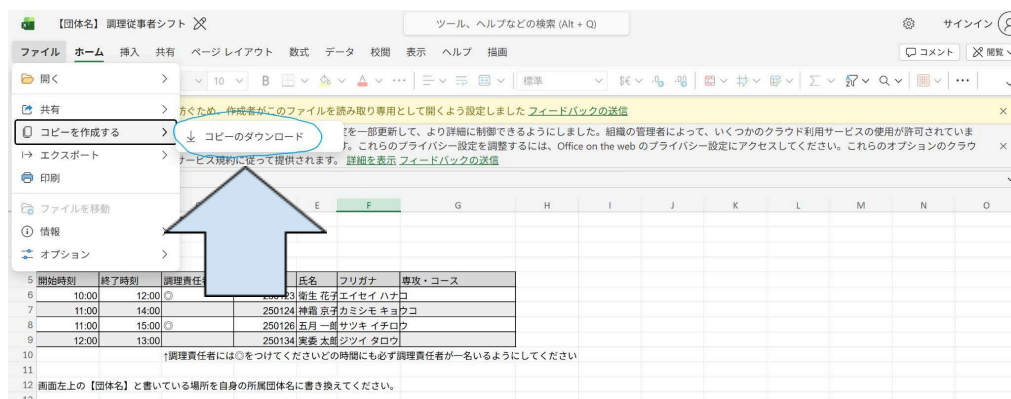 【団体名】 調理従事者シフト
ツール、ヘルプなどの検索 (Alt + Q)
サインイン
ファイル ホーム 挿入 共有 ページ レイアウト 数式 データ 校閲 表示 ヘルプ 描画
コメント 閲覧
開く
10 B 標準 $€
共有
防ぐため、作成者がこのファイルを読み取り専用として開くよう設定しました フィードバックの送信
コピーを作成する
コピーのダウンロード
を一部更新して、より詳細に制御できるようにしました。組織の管理者によって、いくつかのクラウド利用サービスの使用が許可されていま
エクスポート
す。これらのプライバシー設定を調整するには、Office on the web のプライバシー設定にアクセスしてください。これらのオプションのクラウ
サービス規約に従って提供されます。 詳細を表示 フィードバックの送信
印刷
ファイルを移動
E F G H I J K L M N O
情報
オプション
5 開始時刻 終了時刻 調理責任 氏名 フリガナ 専攻・コース
6 10:00 12:00 ◎ 250123 衛生 花子 エイセイ ハナコ
7 11:00 14:00 250124 神霜 京子 カミシモ キョウコ
8 11:00 15:00 ◎ 250126 五月 一郎 サツキ イチロウ
9 12:00 13:00 250134 実委 太郎 ジツイ タロウ
10 ↑調理責任者には◎をつけてくださいどの時間にも必ず調理責任者が一名いるようにしてください
11
12 画面左上の【団体名】と書いている場所を自身の所属団体名に書き換えてください。